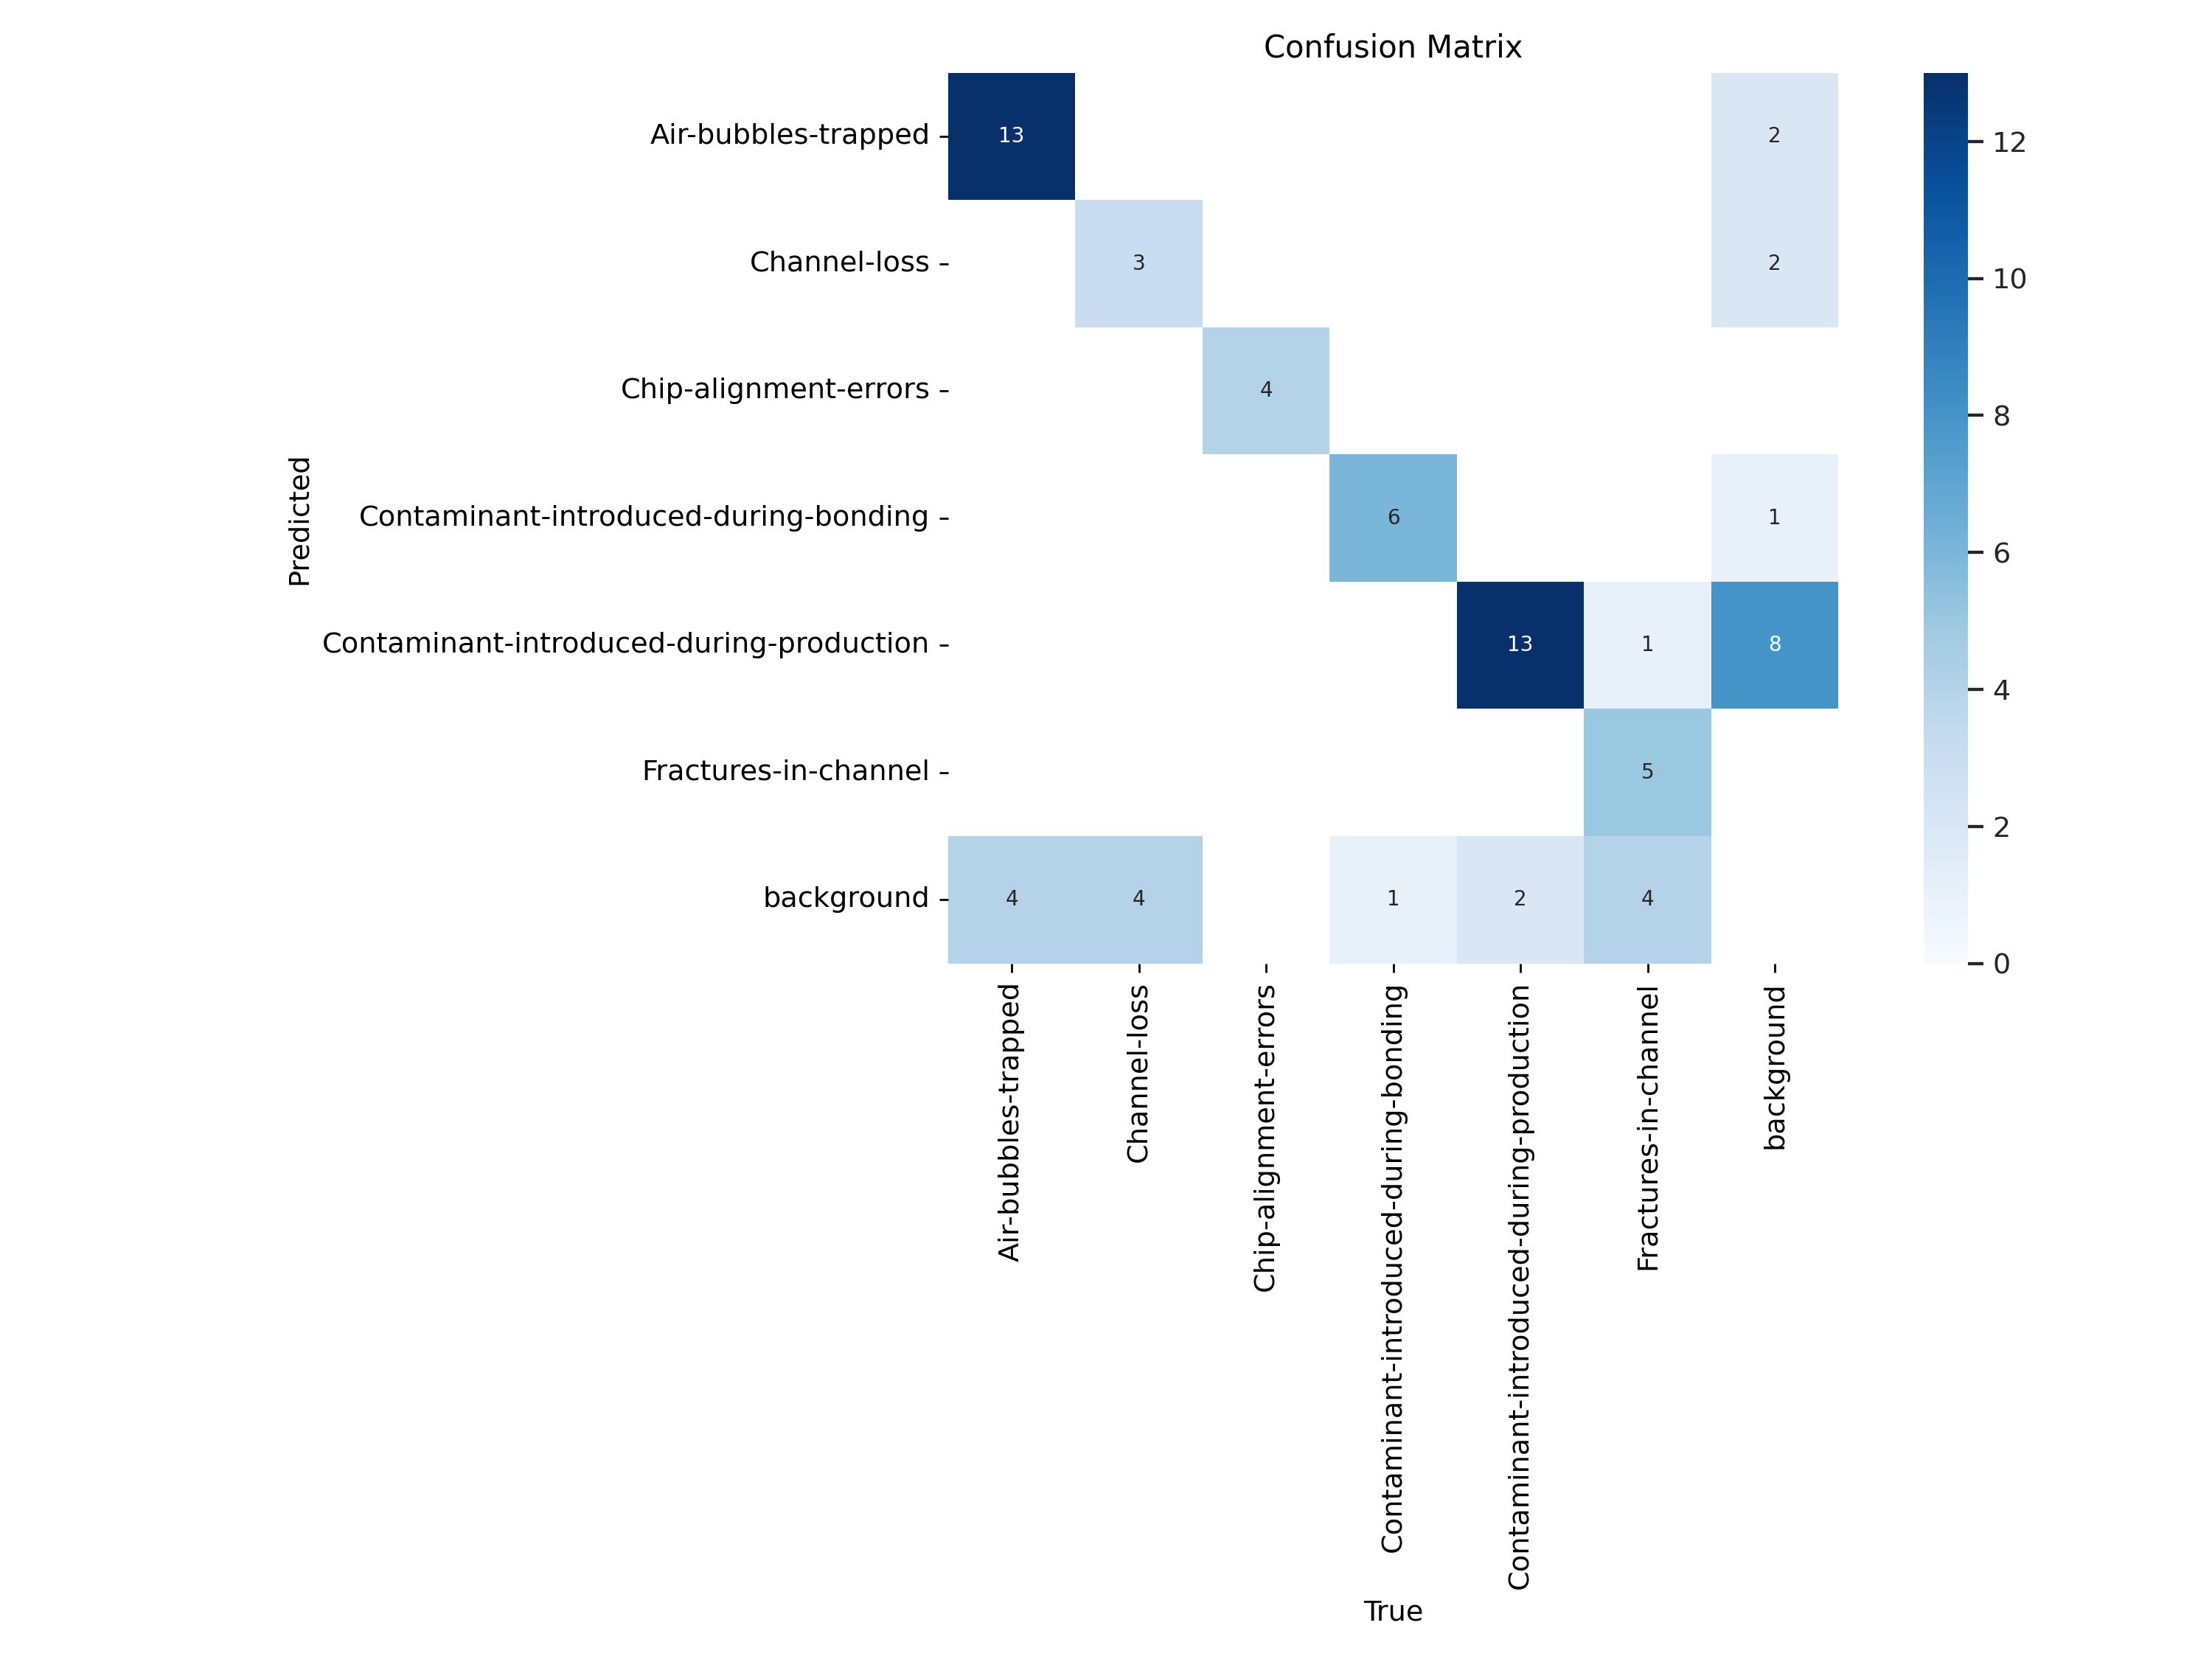 Confusion Matrix
Air-bubbles-trapped
13
2
12
Channel-loss
3
2
10
Chip-alignment-errors
4
8
Predicted
Contaminant-introduced-during-bonding
6
1
6
Contaminant-introduced-during-production
13
1
8
4
Fractures-in-channel
5
2
background
4
4
1
2
4
0
Air-bubbles-trapped
Channel-loss
Chip-alignment-errors
Contaminant-introduced-during-bonding
Contaminant-introduced-during-production
Fractures-in-channel
background
True